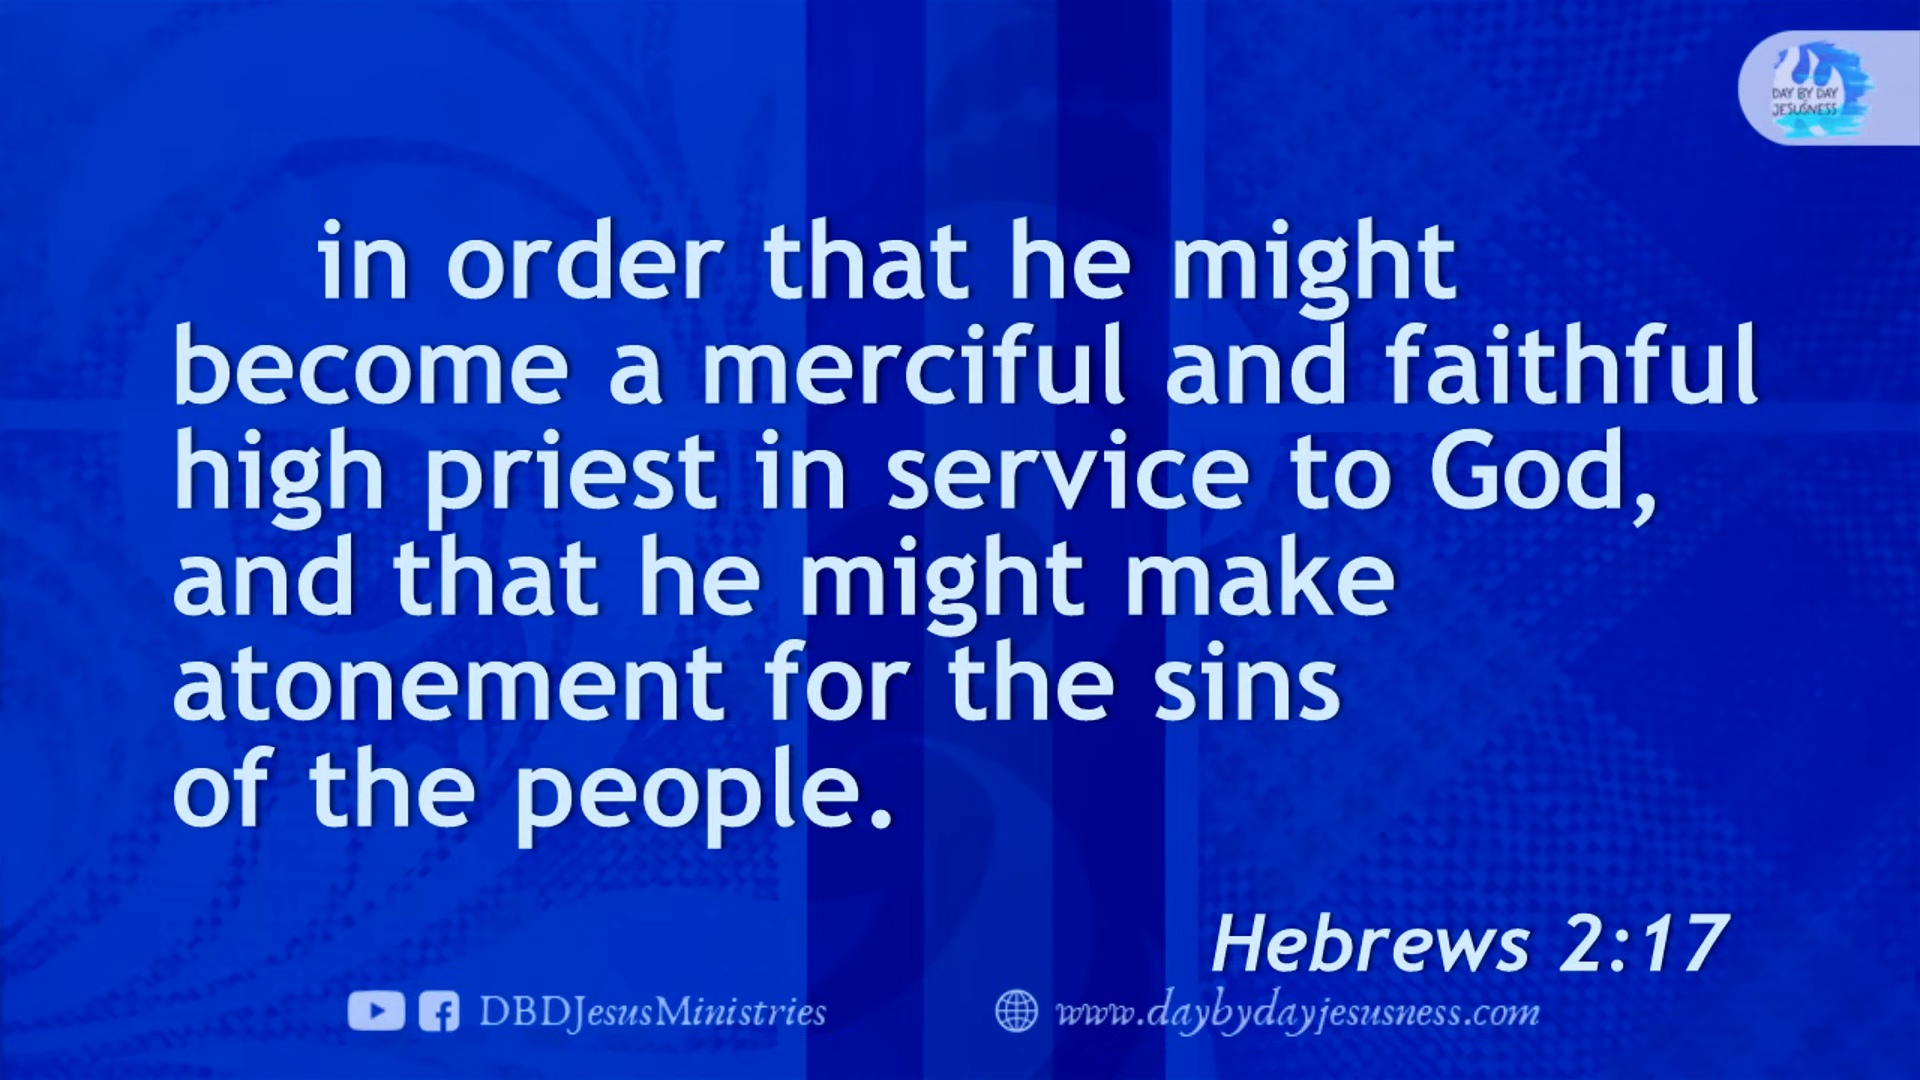 DAY BY DAY
JESUSNESS
in order that he might
become a merciful and faithful
high priest in service to God,
and that he might make
atonement for the sins
of the people.
Hebrews 2:17
DBDJesusMinistries
www.daybydayjesusness.com